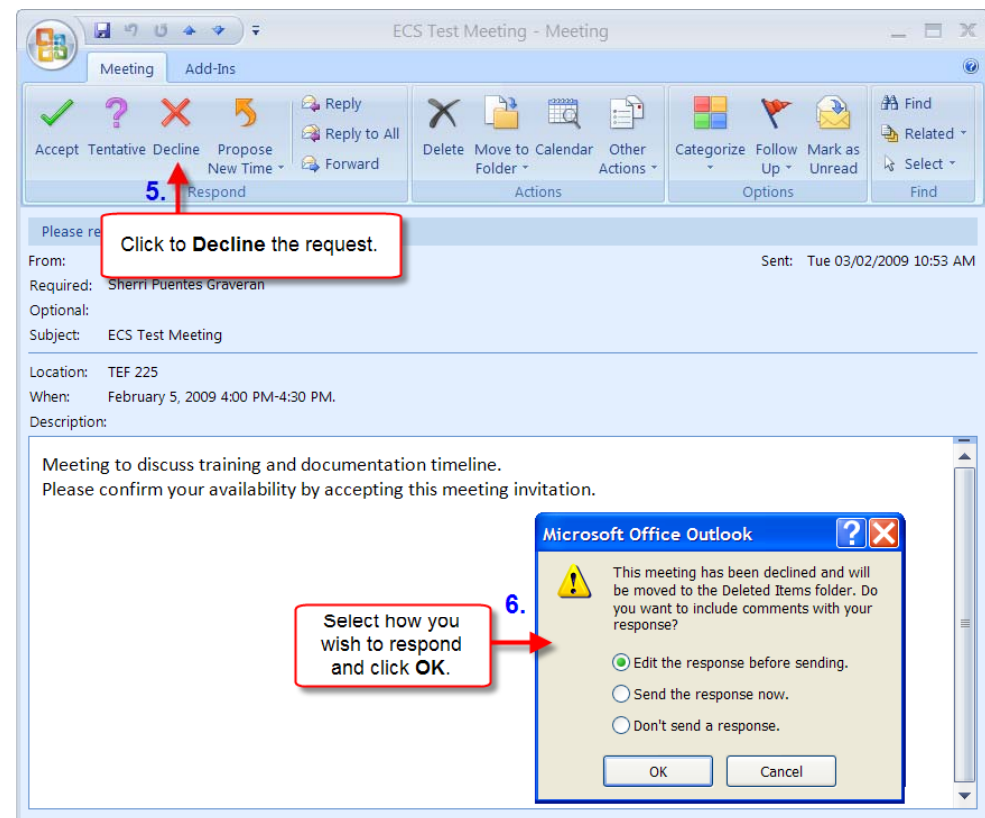 ECS Test Meeting - Meeting
Meeting Add-Ins
Accept Tentative Decline Propose New Time
Reply
Reply to All
Forward
Respond
Delete Move to Folder Calendar Other Actions
Actions
Categorize Follow Up Mark as Unread
Options
Find
Related
Select
Find
5.
Click to Decline the request.
Please re
From:
Sent: Tue 03/02/2009 10:53 AM
Required: Sherri Puentes Graveran
Optional:
Subject: ECS Test Meeting
Location: TEF 225
When: February 5, 2009 4:00 PM-4:30 PM.
Description:
Meeting to discuss training and documentation timeline.
Please confirm your availability by accepting this meeting invitation.
6.
Select how you
wish to respond
and click OK.
Microsoft Office Outlook
This meeting has been declined and will
be moved to the Deleted Items folder. Do
you want to include comments with your
response?
Edit the response before sending.
Send the response now.
Don't send a response.
OK Cancel